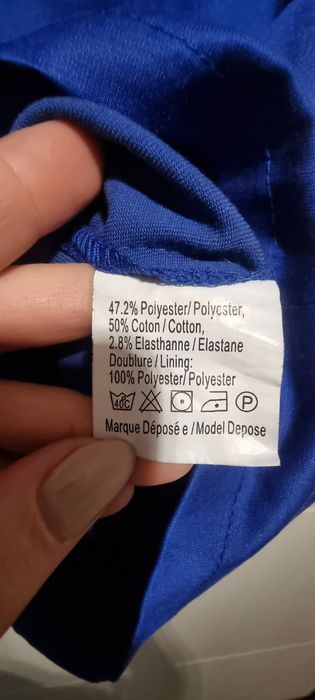 47.2% Polyester/ Polyester,
50% Coton / Cotton,
2.8% Elasthanne / Elastane
Doublure / Lining:
100% Polyester/ Polyester
40C P
Marque Déposé e / Model Depose